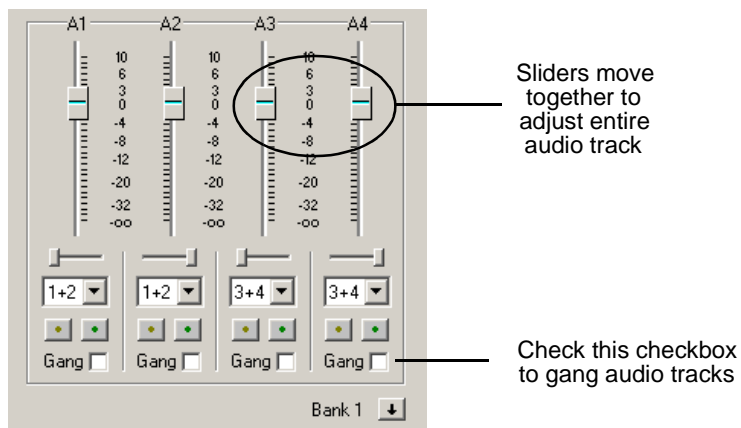 A1 A2 A3 A4
10 10 10
6 6 6
3 3 3
0 0 0
-4 -4 -4
-8 -8 -8
-12 -12 -12
-20 -20 -20
-32 -32 -32
-oo -oo -oo
1+2 1+2 3+4 3+4
Gang Gang Gang Gang
Bank 1
Sliders move
together to
adjust entire
audio track
Check this checkbox
to gang audio tracks